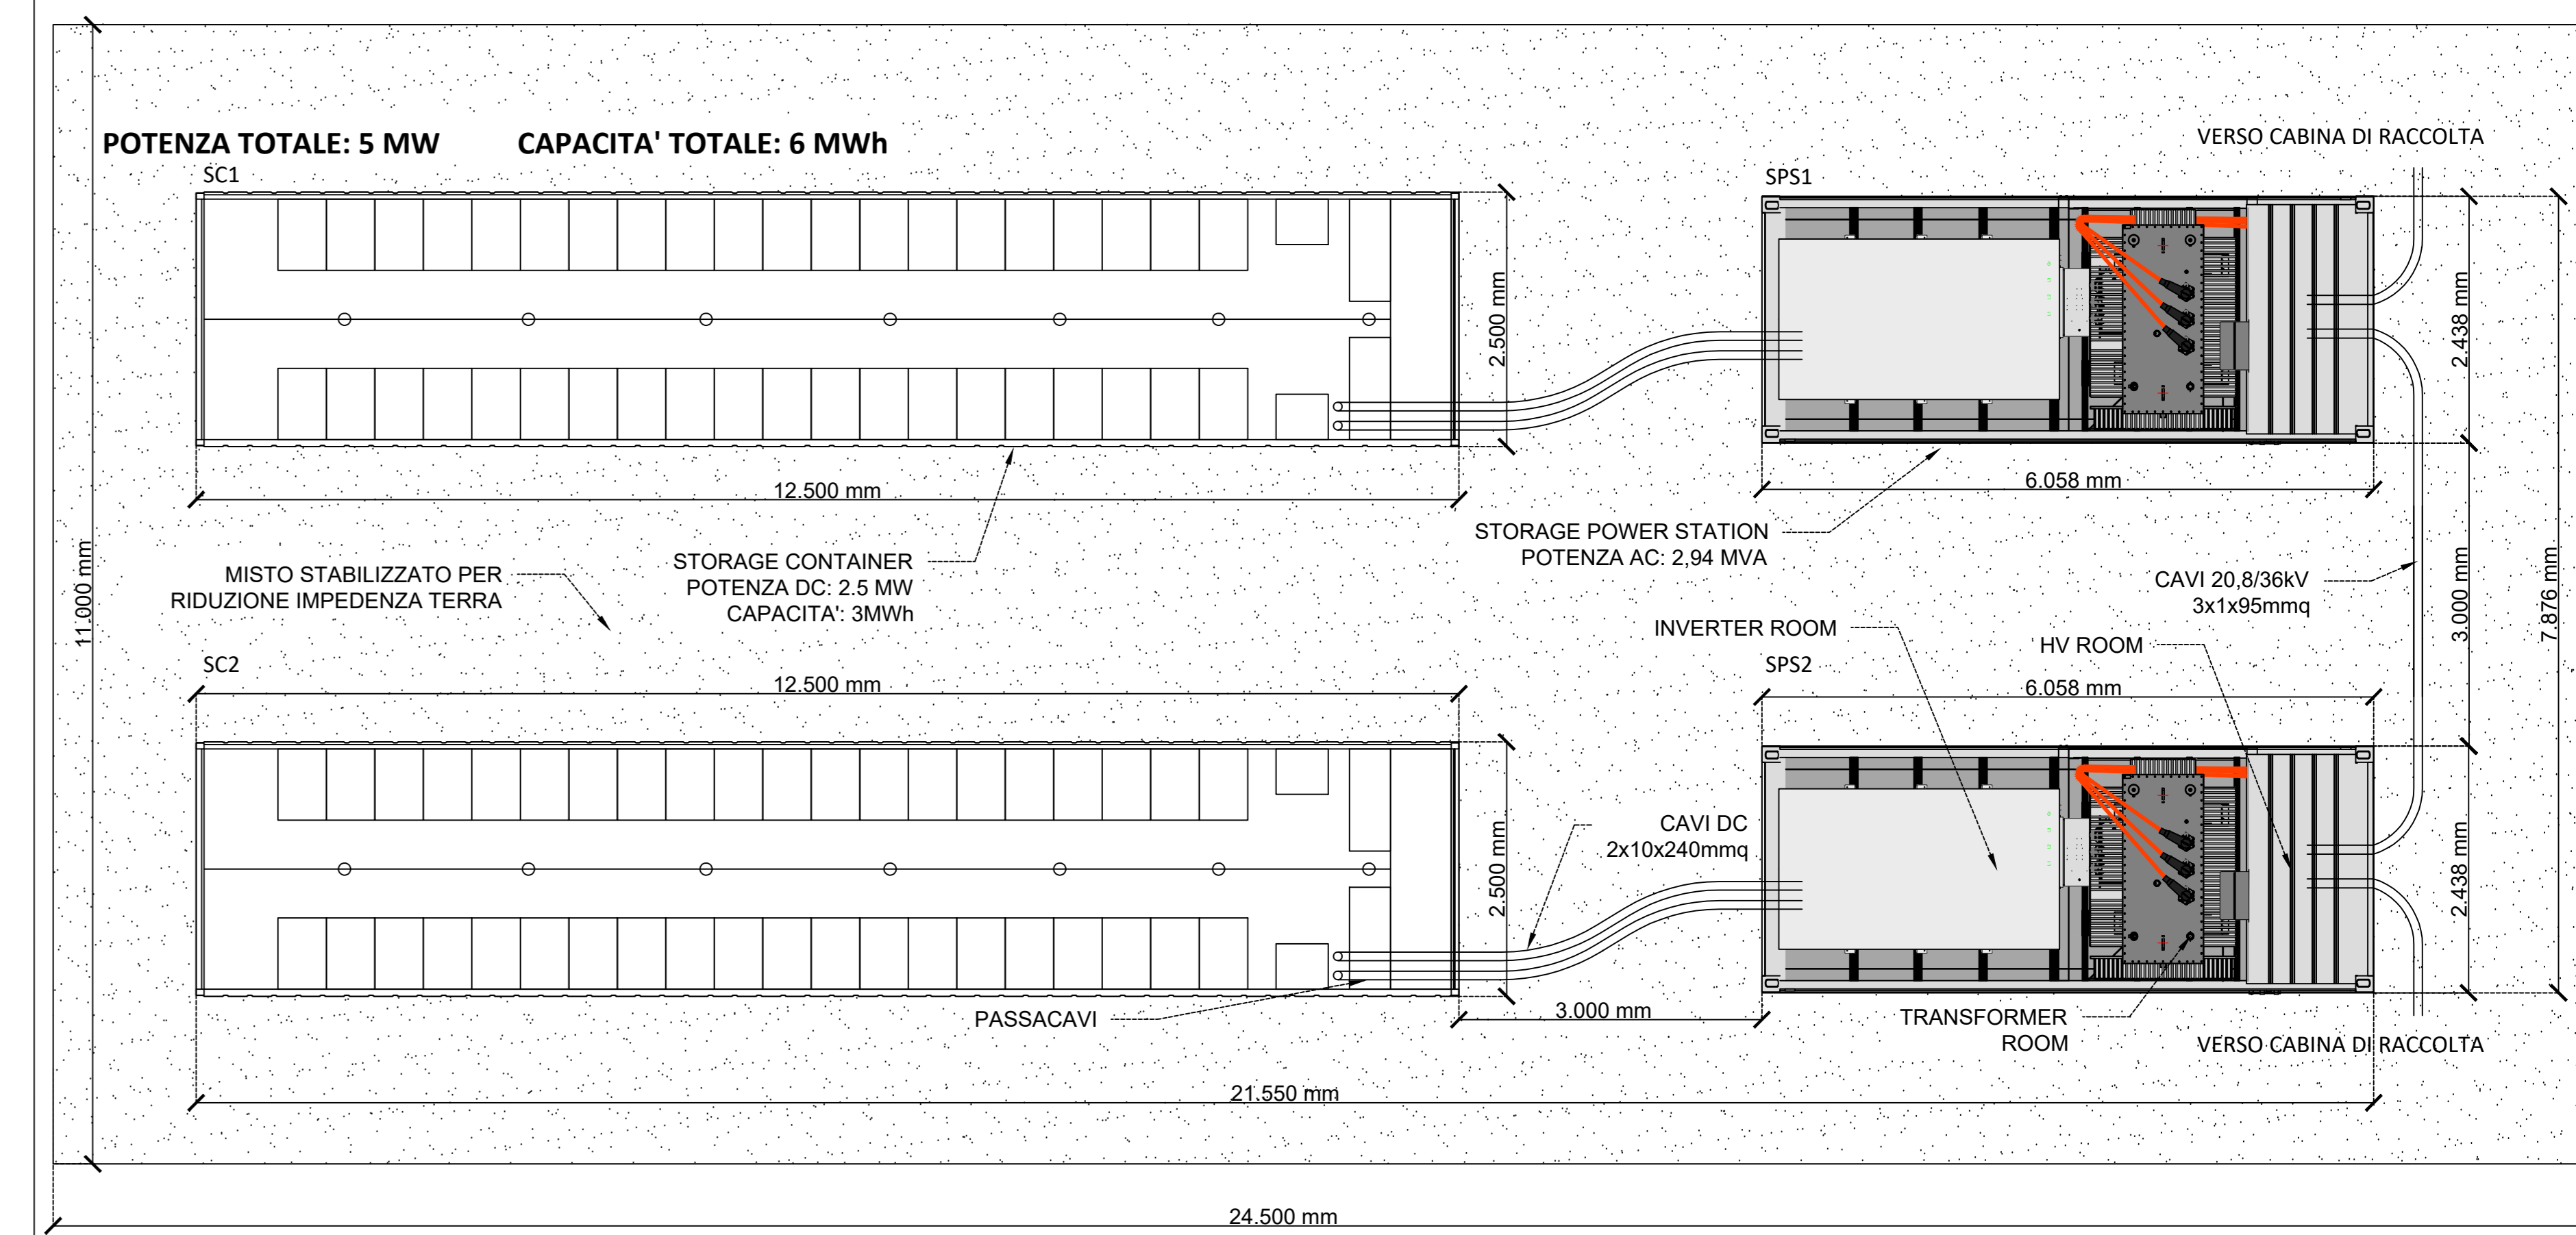 POTENZA TOTALE: 5 MW
CAPACITA' TOTALE: 6 MWh
VERSO CABINA DI RACCOLTA
SC1
SPS1
2.500 mm
2.438 mm
12.500 mm
6.058 mm
STORAGE POWER STATION
POTENZA AC: 2,94 MVA
STORAGE CONTAINER
POTENZA DC: 2.5 MW
CAPACITA': 3MWh
MISTO STABILIZZATO PER
RIDUZIONE IMPEDENZA TERRA
11.000 mm
CAVI 20,8/36kV
3x1x95mmq
3.000 mm
7.876 mm
INVERTER ROOM
HV ROOM
SC2
SPS2
12.500 mm
6.058 mm
CAVI DC
2x10x240mmq
2.500 mm
2.438 mm
PASSACAVI
3.000 mm
TRANSFORMER
ROOM
VERSO CABINA DI RACCOLTA
21.550 mm
24.500 mm